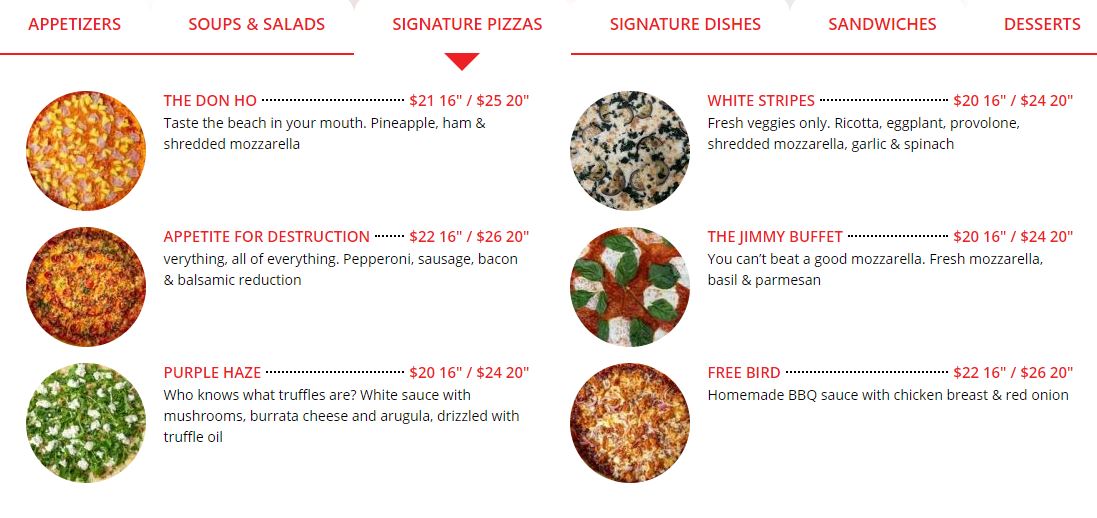 APPETIZERS SOUPS & SALADS SIGNATURE PIZZAS SIGNATURE DISHES SANDWICHES DESSERTS
THE DON HO $21 16" / $25 20"
Taste the beach in your mouth. Pineapple, ham &
shredded mozzarella
WHITE STRIPES $20 16" / $24 20"
Fresh veggies only. Ricotta, eggplant, provolone,
shredded mozzarella, garlic & spinach
APPETITE FOR DESTRUCTION $22 16" / $26 20"
verything, all of everything. Pepperoni, sausage, bacon
& balsamic reduction
THE JIMMY BUFFET $20 16" / $24 20"
You can’t beat a good mozzarella. Fresh mozzarella,
basil & parmesan
PURPLE HAZE $20 16" / $24 20"
Who knows what truffles are? White sauce with
mushrooms, burrata cheese and arugula, drizzled with
truffle oil
FREE BIRD $22 16" / $26 20"
Homemade BBQ sauce with chicken breast & red onion